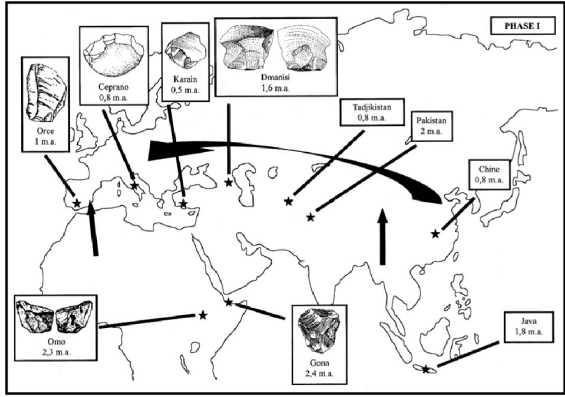 PHASE I
Ceprano
0,8 m.a.
Karain
0,5 m.a.
Dmanisi
1,6 m.a.
Orce
1 m.a.
Tadjikistan
0,8 m.a.
Pakistan
2 m.a.
Chine
0,8 m.a.
Omo
2,3 m.a.
Gona
2,4 m.a.
Java
1,8 m.a.